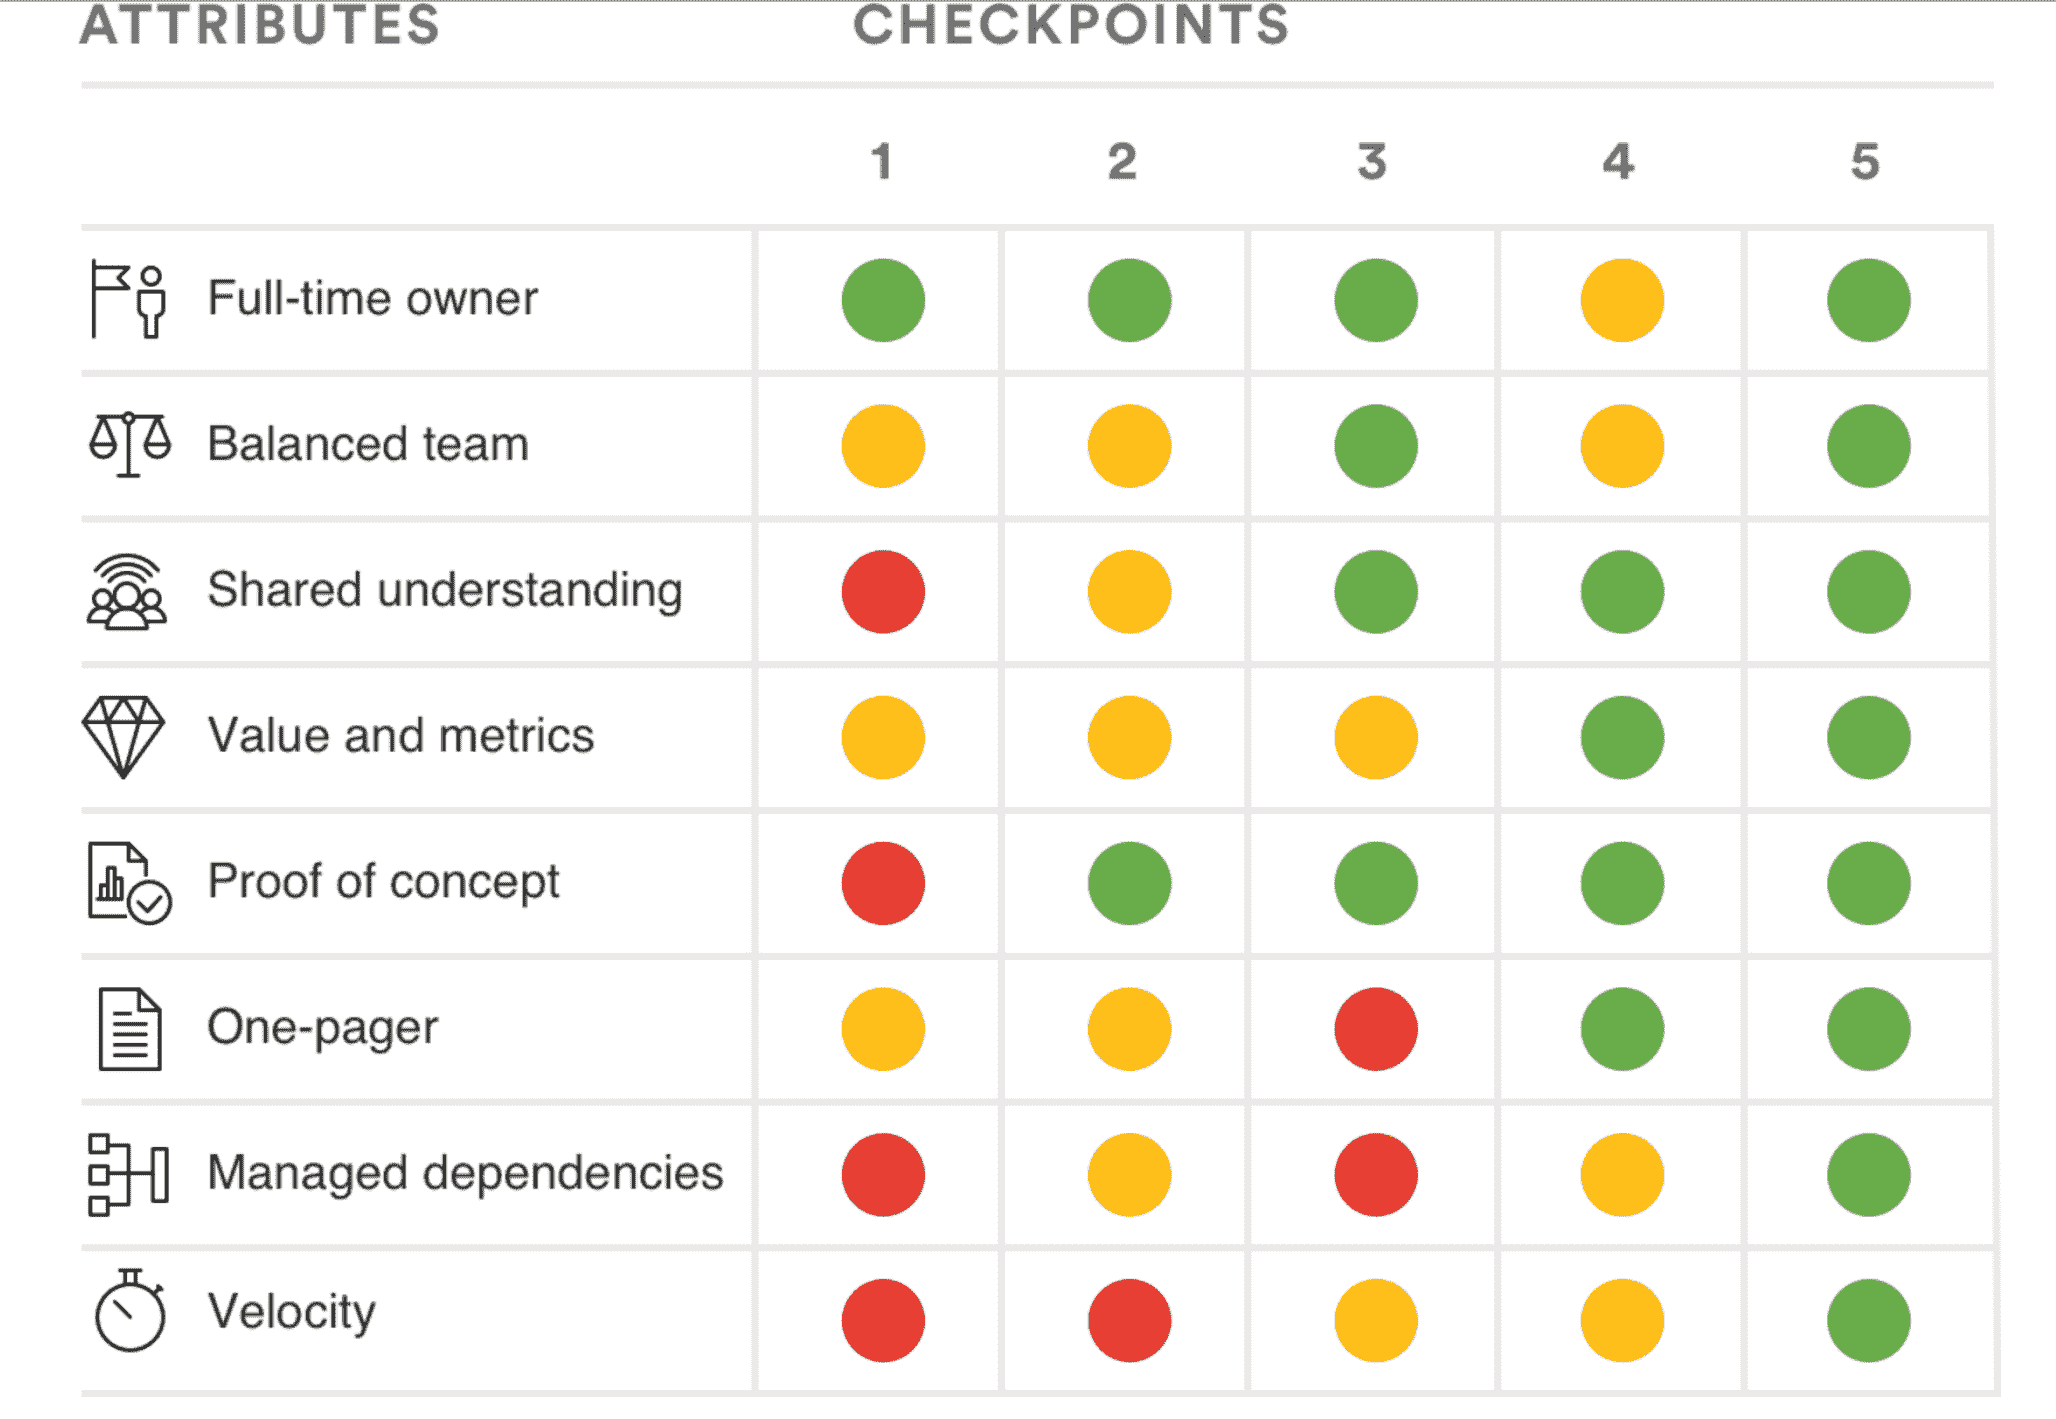 ATTRIBUTES CHECKPOINTS
1 2 3 4 5
Full-time owner
Balanced team
Shared understanding
Value and metrics
Proof of concept
One-pager
Managed dependencies
Velocity